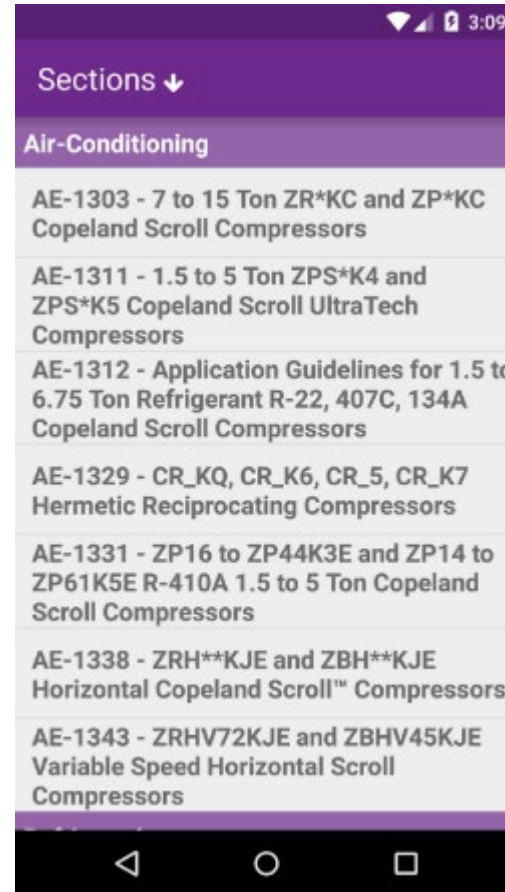 3:09
Sections
Air-Conditioning
AE-1303 - 7 to 15 Ton ZR*KC and ZP*KC
Copeland Scroll Compressors
AE-1311 - 1.5 to 5 Ton ZPS*K4 and
ZPS*K5 Copeland Scroll UltraTech
Compressors
AE-1312 - Application Guidelines for 1.5 to
6.75 Ton Refrigerant R-22, 407C, 134A
Copeland Scroll Compressors
AE-1329 - CR_KQ, CR_K6, CR_5, CR_K7
Hermetic Reciprocating Compressors
AE-1331 - ZP16 to ZP44K3E and ZP14 to
ZP61K5E R-410A 1.5 to 5 Ton Copeland
Scroll Compressors
AE-1338 - ZRH**KJE and ZBH**KJE
Horizontal Copeland Scroll™ Compressors
AE-1343 - ZRHV72KJE and ZBHV45KJE
Variable Speed Horizontal Scroll
Compressors